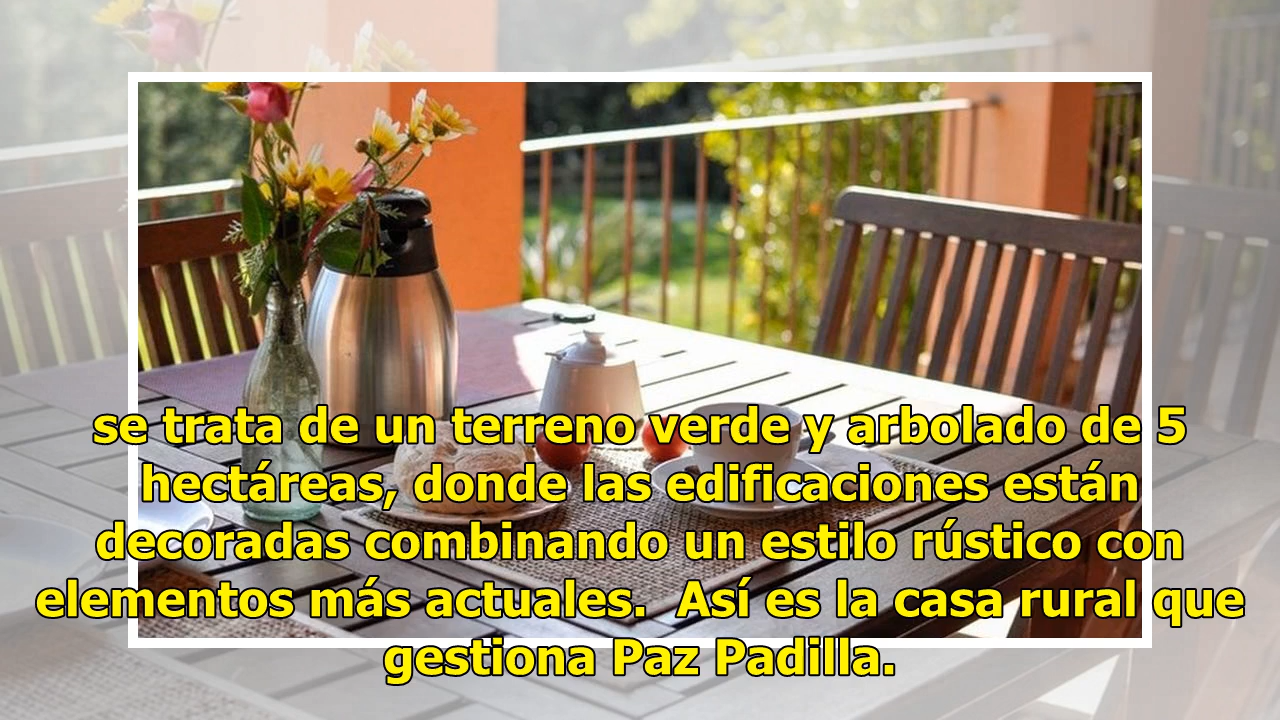 se trata de un terreno verde y arbolado de 5
hectáreas, donde las edificaciones están
decoradas combinando un estilo rústico con
elementos más actuales.  Así es la casa rural que
gestiona Paz Padilla.